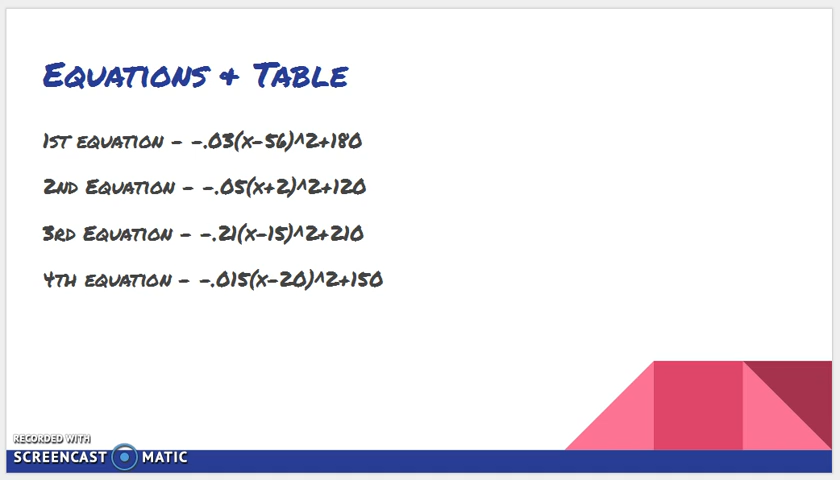 Equations & Table
1st equation - -.03(x-56)^2+180
2nd Equation - -.05(x+2)^2+120
3rd Equation - -.21(x-15)^2+210
4th equation - -.015(x-20)^2+150
RECORDED WITH
SCREENCAST MATIC